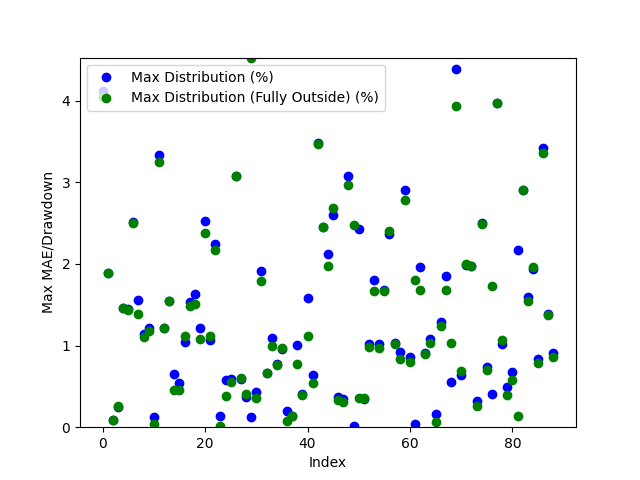 Max Distribution (%)
Max Distribution (Fully Outside) (%)
Max MAE/Drawdown
4
3
2
1
0
0 20 40 60 80
Index